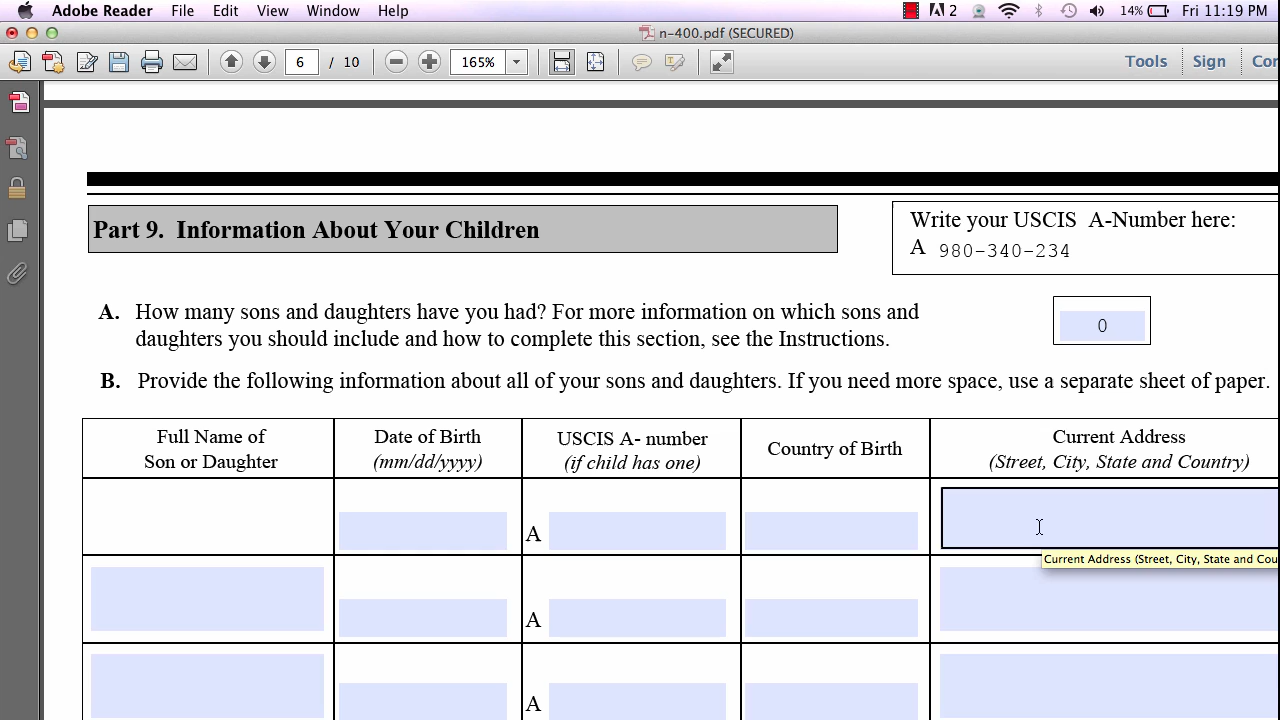 Adobe Reader File Edit View Window Help 2 14% Fri 11:19 PM
n-400.pdf (SECURED)
6 / 10 165% Tools Sign
Part 9. Information About Your Children
Write your USCIS A-Number here:
A 980-340-234
A. How many sons and daughters have you had? For more information on which sons and
daughters you should include and how to complete this section, see the Instructions.
0
B. Provide the following information about all of your sons and daughters. If you need more space, use a separate sheet of paper.
Full Name of
Son or Daughter
Date of Birth
(mm/dd/yyyy)
USCIS A- number
(if child has one)
Country of Birth
Current Address
(Street, City, State and Country)
A
Current Address (Street, City, State and Cou
A
A